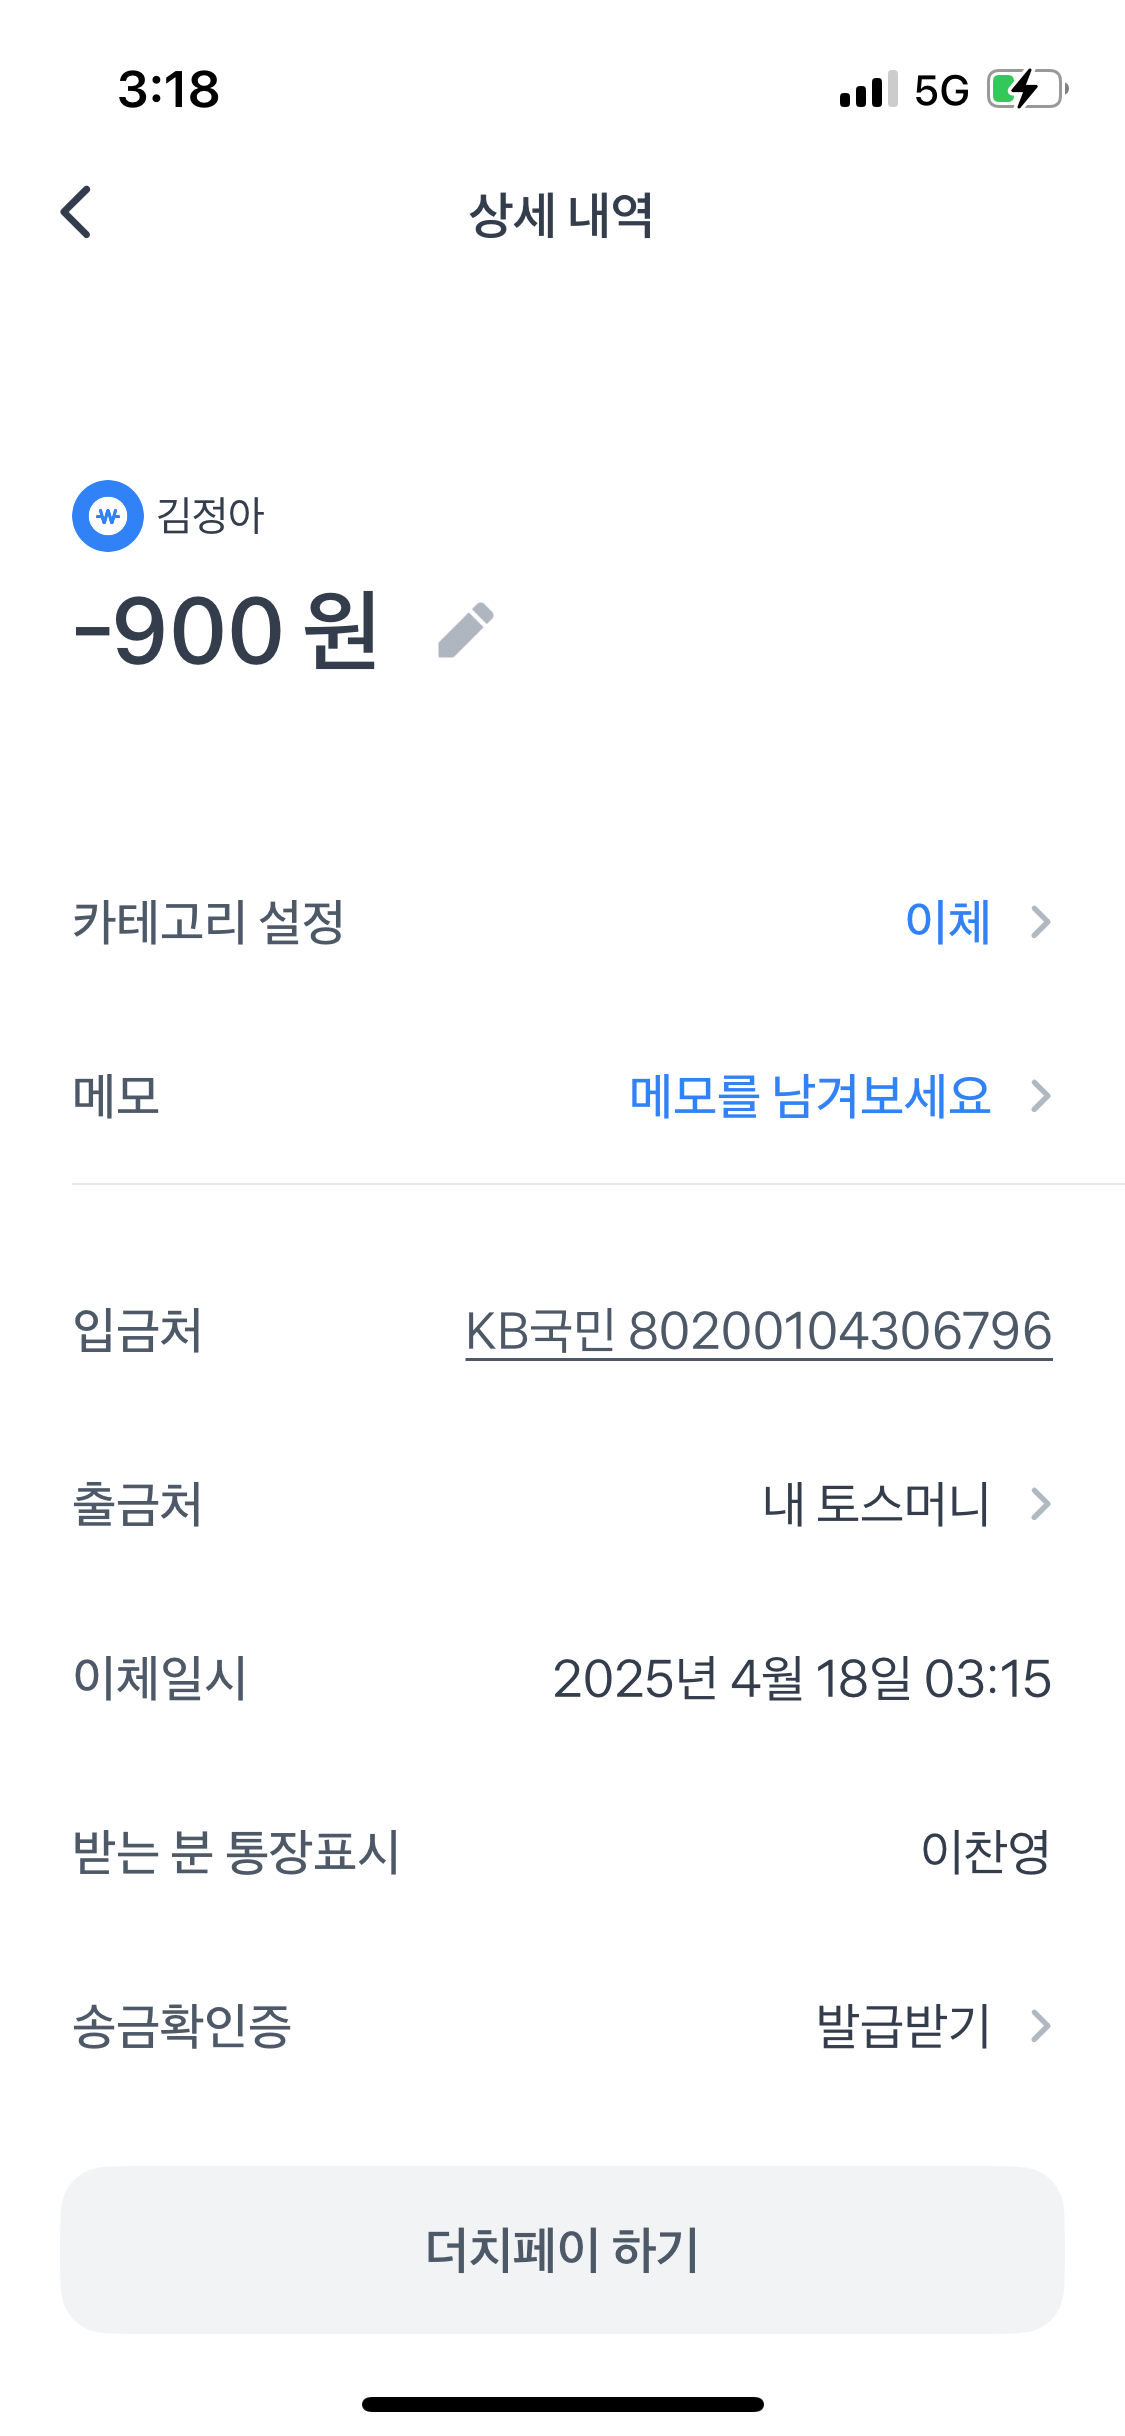 3:18 5G
상세 내역
₩ 김정아
-900 원
카테고리 설정 이체
메모 메모를 남겨보세요
입금처 KB국민 80200104306796
출금처 내 토스머니
이체일시 2025년 4월 18일 03:15
받는 분 통장표시 이찬영
송금확인증 발급받기
더치페이 하기